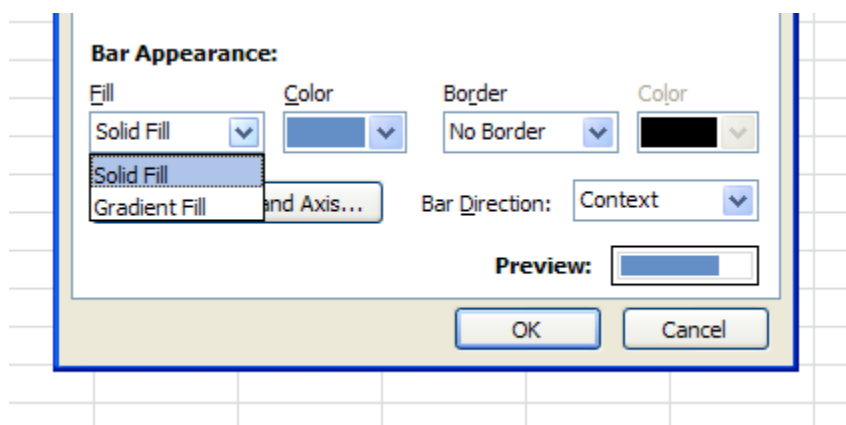 Bar Appearance:
Fill Color Border Color
Solid Fill No Border
Solid Fill
Gradient Fill and Axis... Bar Direction: Context
Preview:
OK Cancel